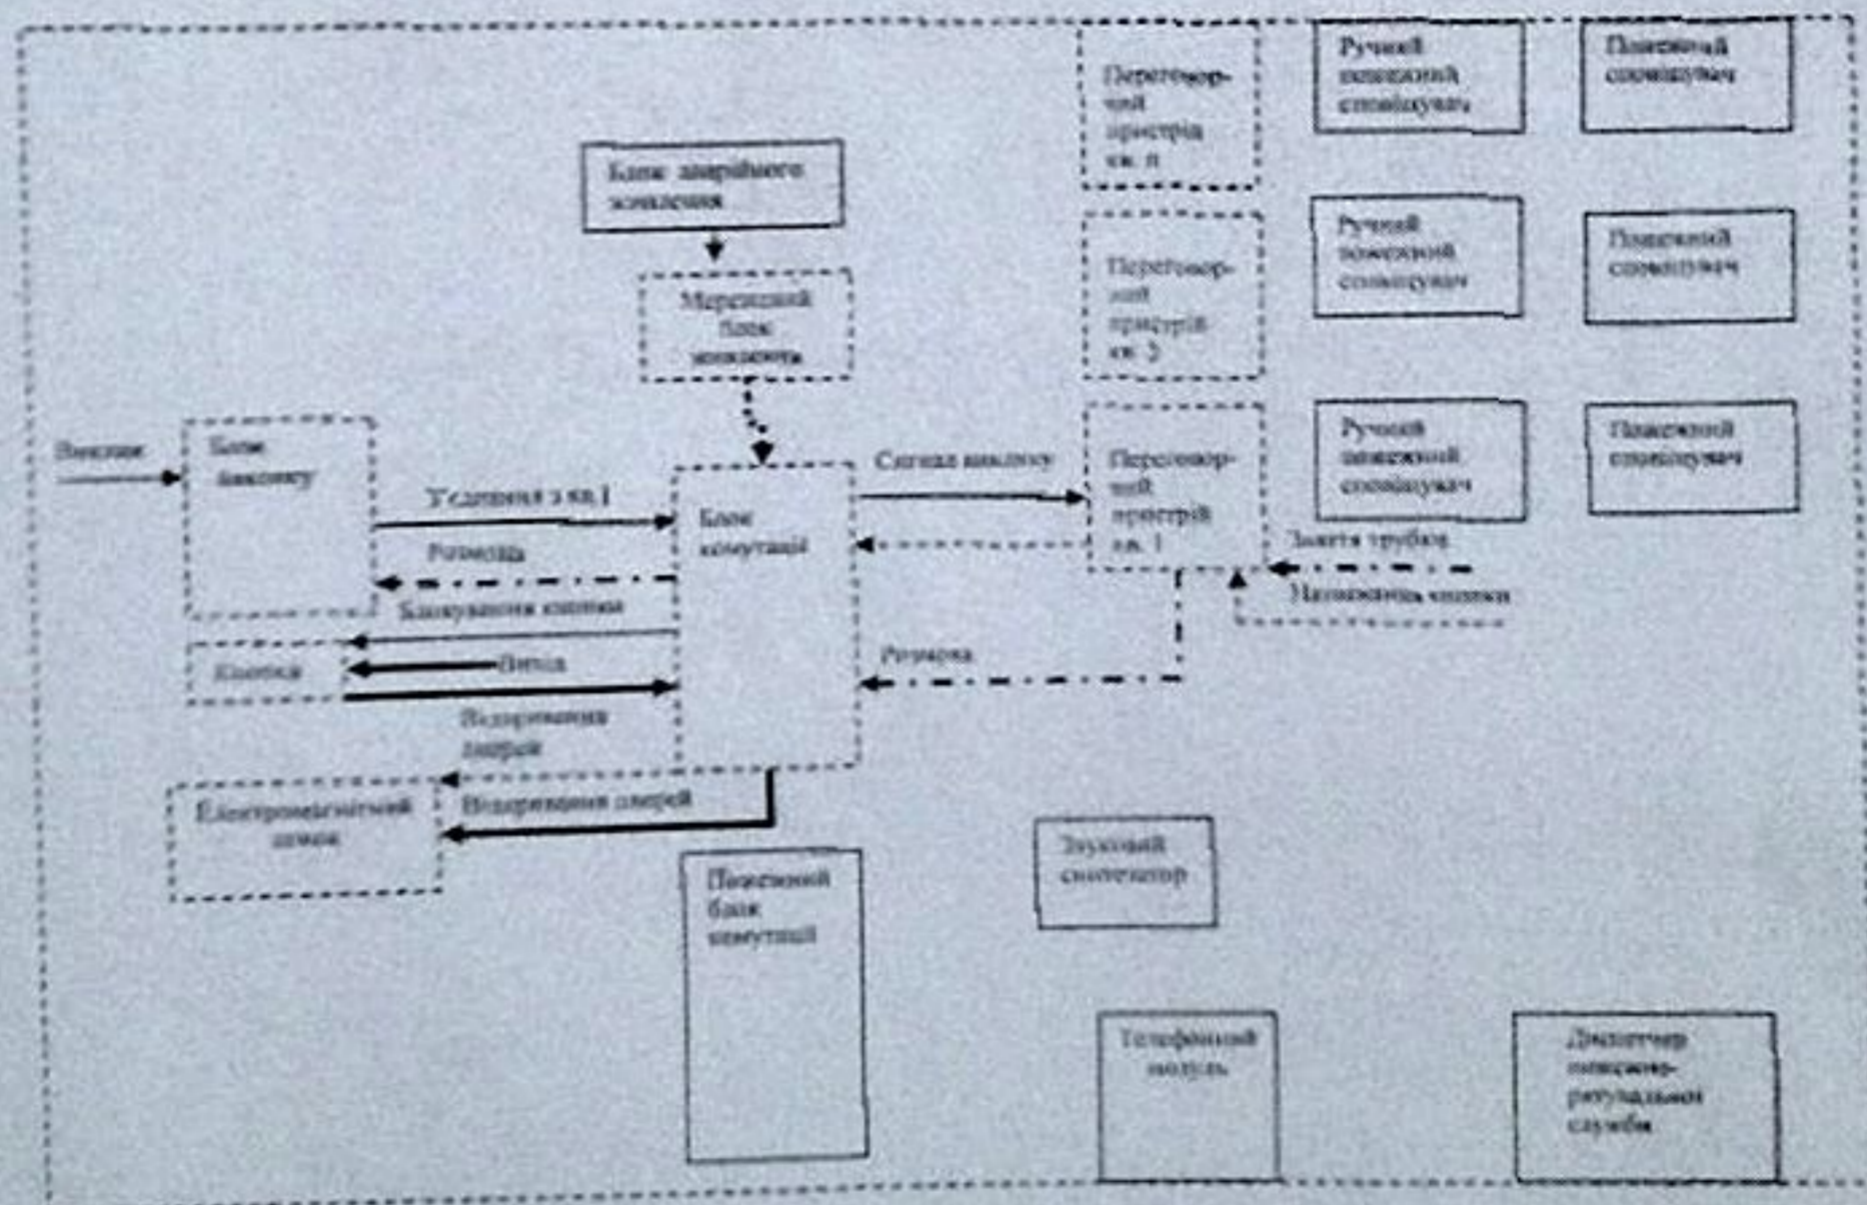 Переговор-
ний
пристрій
кв. n
Ручний
пожежний
сповіщувач
Пожежний
сповіщувач
Блок аварійного
живлення
Переговор-
ний
пристрій
кв. 2
Ручний
пожежний
сповіщувач
Пожежний
сповіщувач
Мережний
блок
живлення
Виклик
Блок
виклику
З'єднання з кв.1
Розмова
Блокування кнопки
Блок
комутації
Сигнал виклику
Переговор-
ний
пристрій
кв. 1
Ручний
пожежний
сповіщувач
Пожежний
сповіщувач
Зняття трубки
Натискання кнопки
Кнопка
Вихід
Розмова
Відкривання
дверей
Електромагнітний
замок
Відкривання дверей
Пожежний
блок
комутації
Звуковий
Телефонний
модуль
Диспетчер
пожежно-
рятувальної
служби